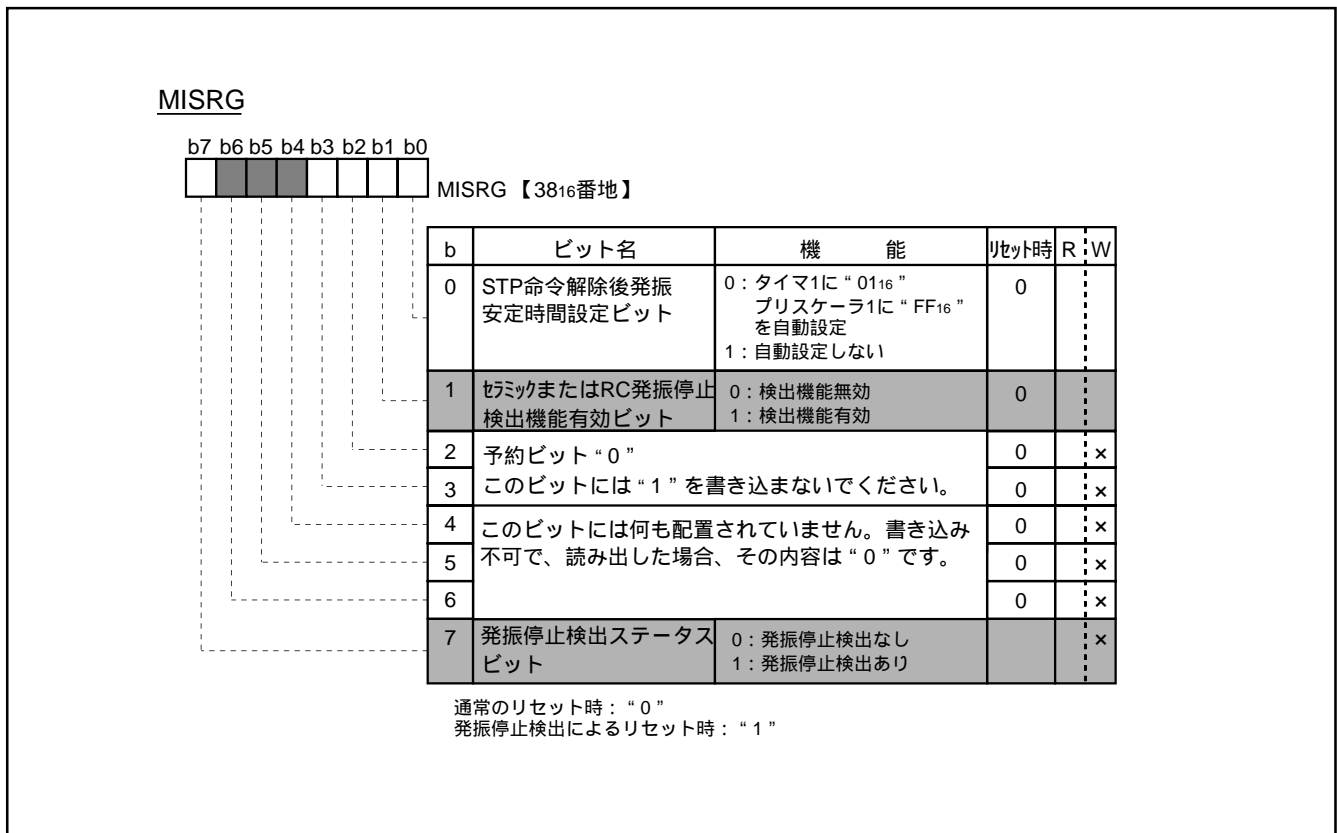 MISRG
b7 b6 b5 b4 b3 b2 b1 b0
MISRG 【3816番地】
b ビット名 機 能 リセット時 R W
0 STP命令解除後発振 0：タイマ1に“0116” 0
安定時間設定ビット プリスケーラ1に“FF16”
を自動設定
1：自動設定しない
1 セラミックまたはRC発振停止 0：検出機能無効 0
検出機能有効ビット 1：検出機能有効
2 予約ビット“0” 0 ×
3 このビットには“1”を書き込まないでください。 0 ×
4 このビットには何も配置されていません。書き込み 0 ×
5 不可で、読み出した場合、その内容は“0”です。 0 ×
6 0 ×
7 発振停止検出ステータス 0：発振停止検出なし ×
ビット 1：発振停止検出あり
通常のリセット時：“0”
発振停止検出によるリセット時：“1”